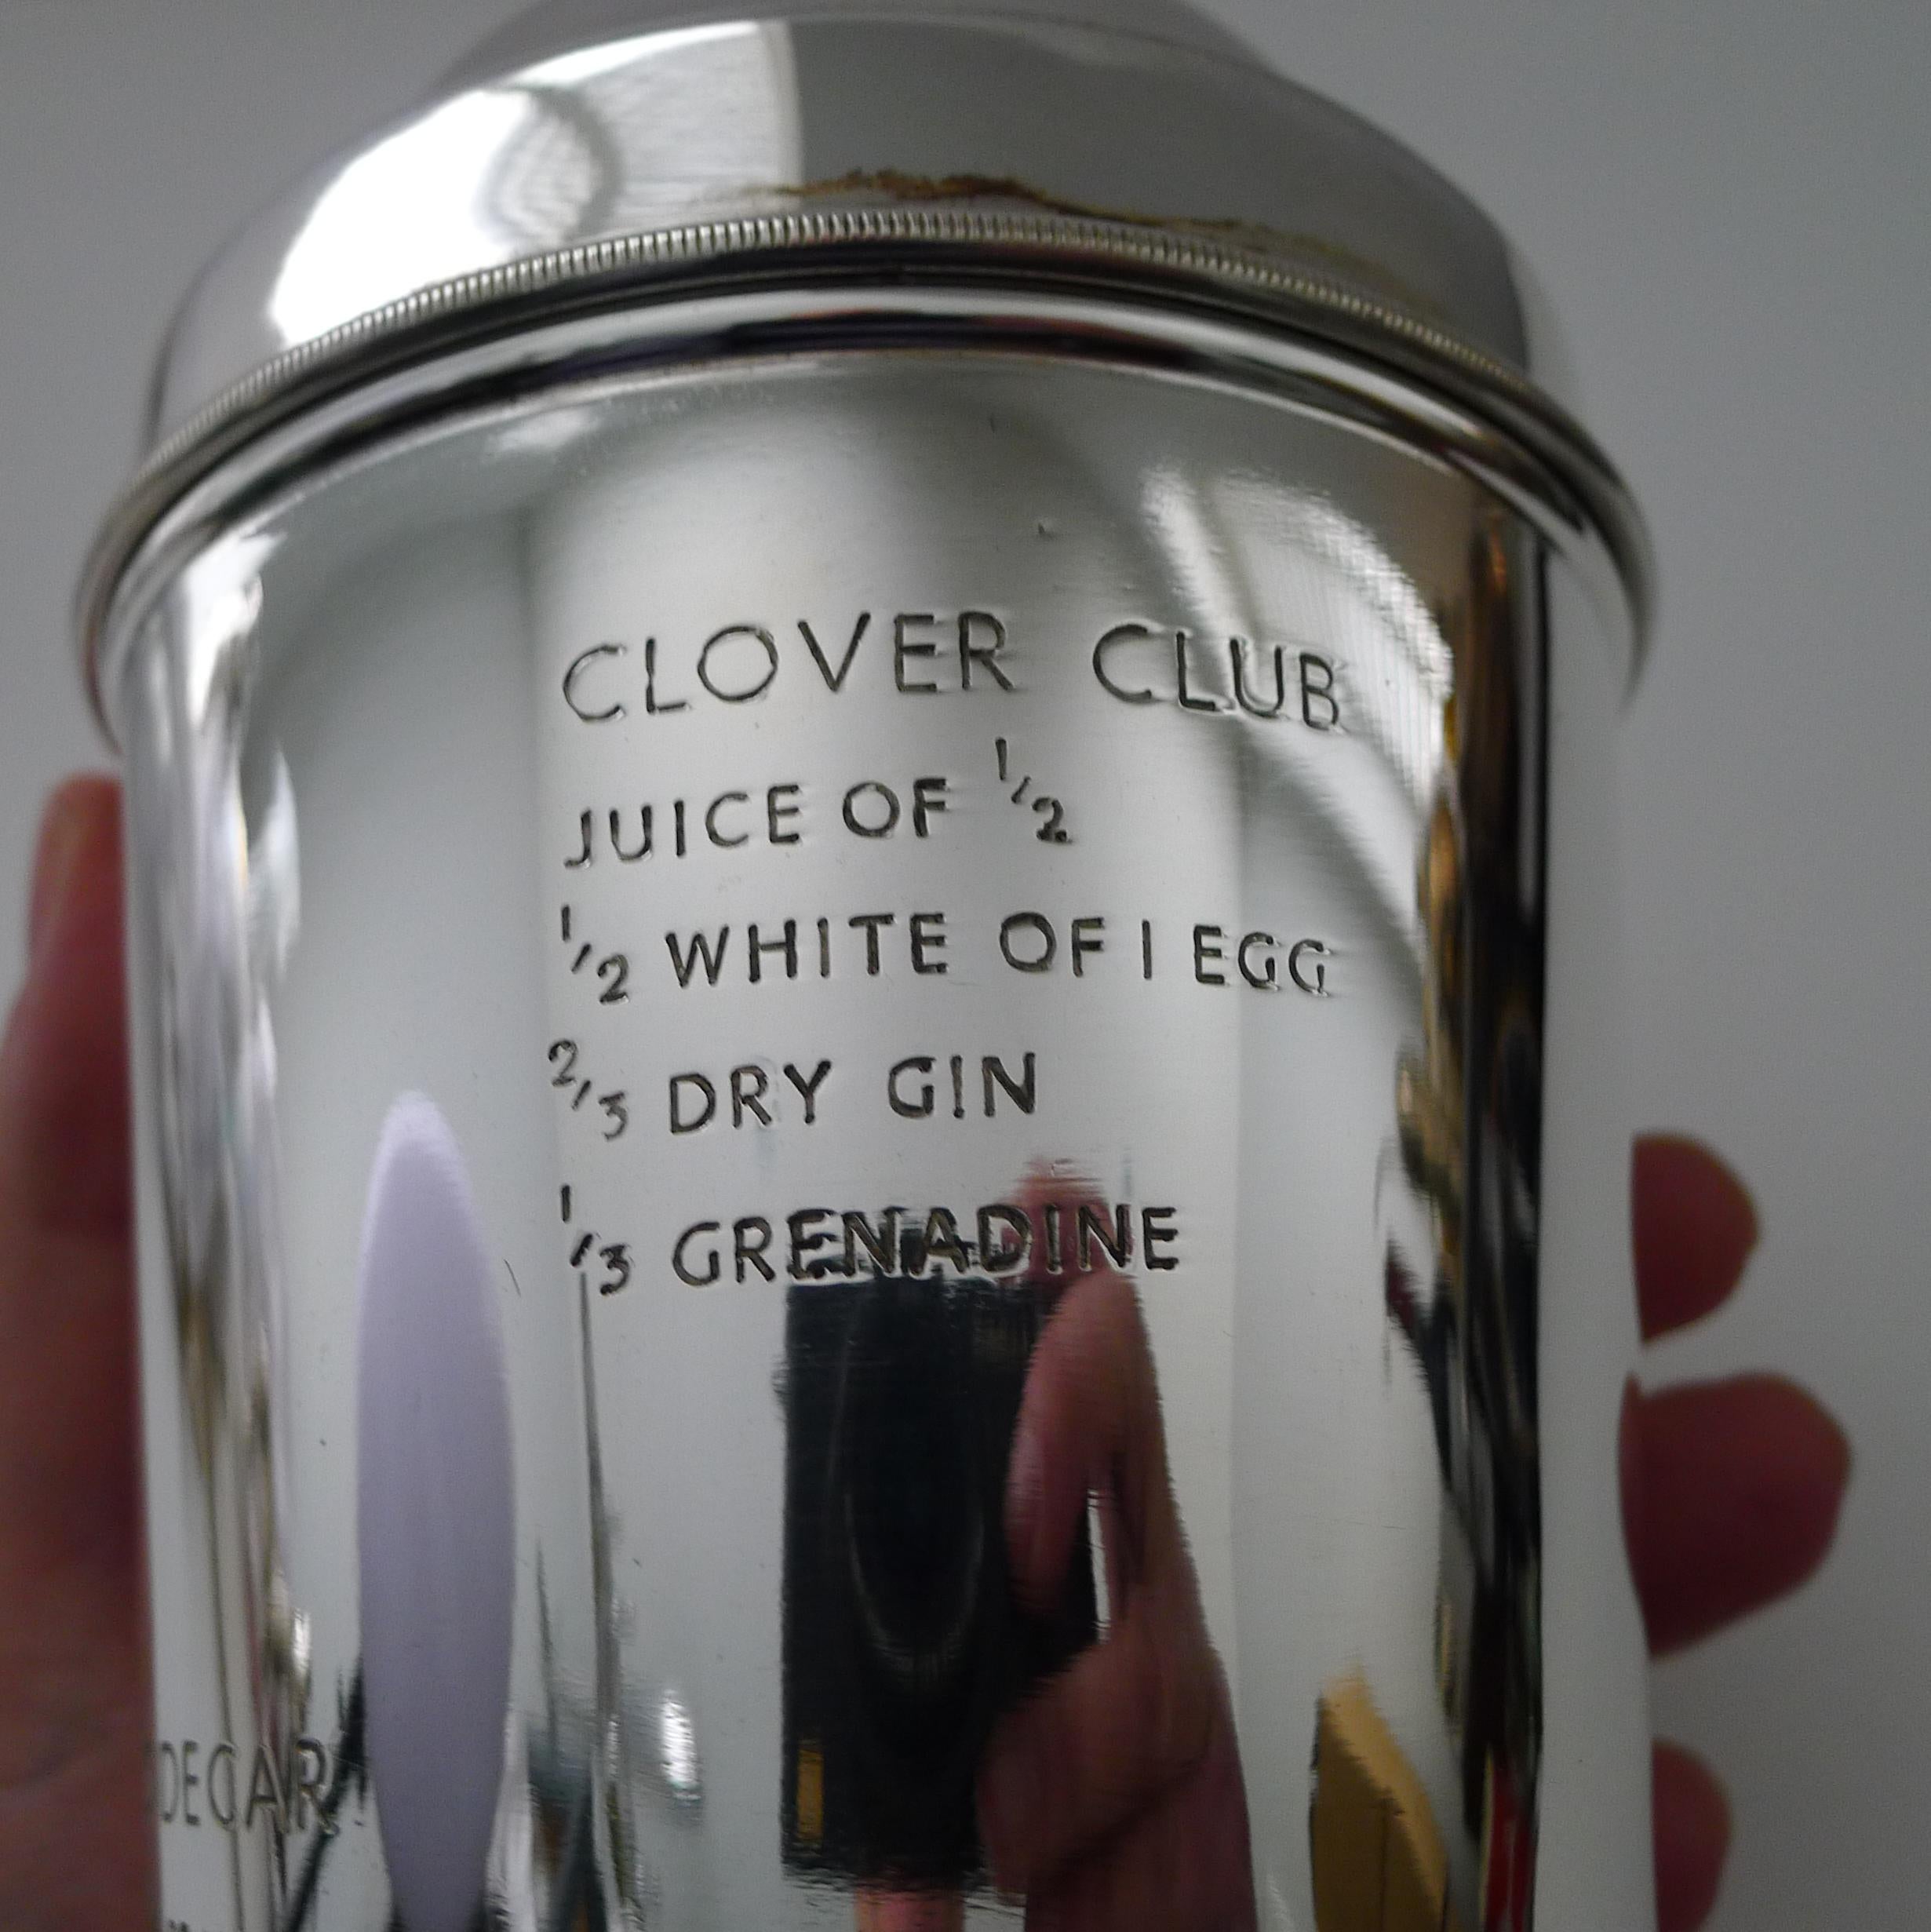 CLOVER CLUB
JUICE OF 1/2
1/2 WHITE OF 1 EGG
2/3 DRY GIN
1/3 GRENADINE
DECAR